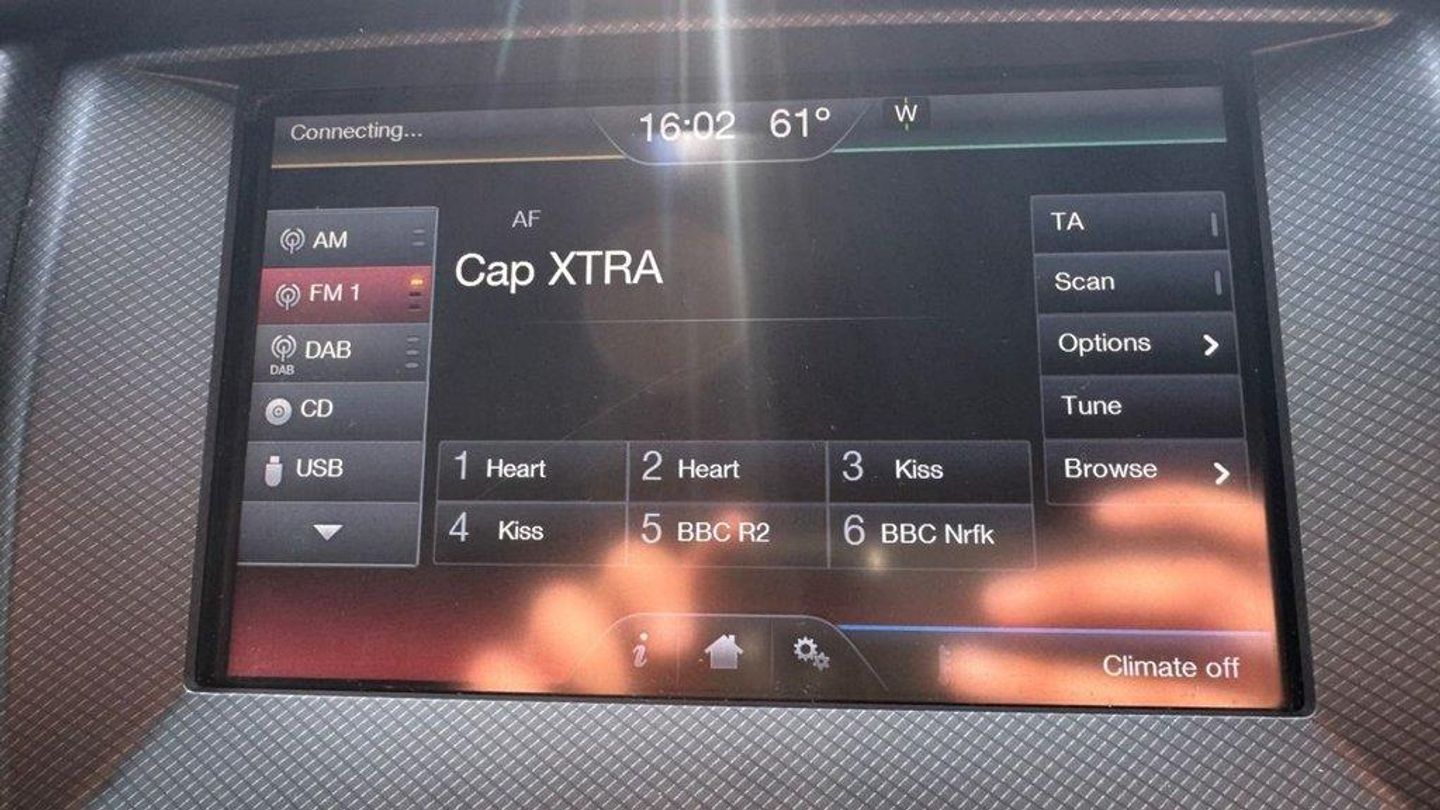 Connecting...
16:02 61° W
AF
Cap XTRA
AM
FM 1
DAB
DAB
CD
USB
TA
Scan
Options
Tune
Browse
1 Heart
2 Heart
3 Kiss
4 Kiss
5 BBC R2
6 BBC Nrfk
i
Climate off